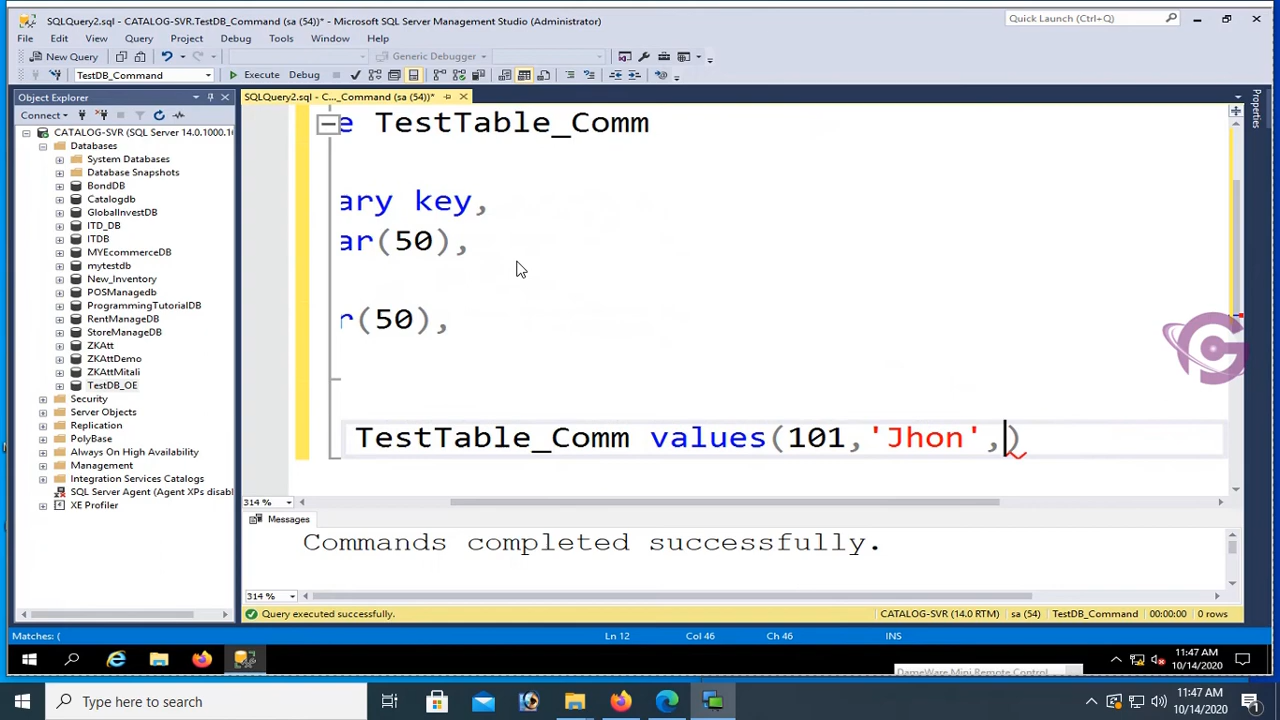 SQLQuery2.sql - CATALOG-SVR.TestDB_Command (sa (54))* - Microsoft SQL Server Management Studio (Administrator)
Quick Launch (Ctrl+Q)
File Edit View Query Project Debug Tools Window Help
New Query
Generic Debugger
TestDB_Command
Execute Debug
Object Explorer
SQLQuery2.sql - C..._Command (sa (54))*
Properties
Connect
CATALOG-SVR (SQL Server 14.0.1000.16
Databases
System Databases
Database Snapshots
BondDB
Catalogdb
GlobalInvestDB
ITD_DB
ITDB
MYEcommerceDB
mytestdb
New_Inventory
POSManagedb
ProgrammingTutorialDB
RentManageDB
StoreManageDB
ZKAtt
ZKAttDemo
ZKAttMitali
TestDB_OE
Security
Server Objects
Replication
PolyBase
Always On High Availability
Management
Integration Services Catalogs
SQL Server Agent (Agent XPs disabl
XE Profiler
e TestTable_Comm
ary key,
ar(50),
r(50),
TestTable_Comm values(101,'Jhon',)
314 %
Messages
Commands completed successfully.
314 %
Query executed successfully.
CATALOG-SVR (14.0 RTM) sa (54) TestDB_Command 00:00:00 0 rows
Matches: (
Ln 12 Col 46 Ch 46 INS
11:47 AM
10/14/2020
DameWare Mini Remote Control
Type here to search
11:47 AM
10/14/2020